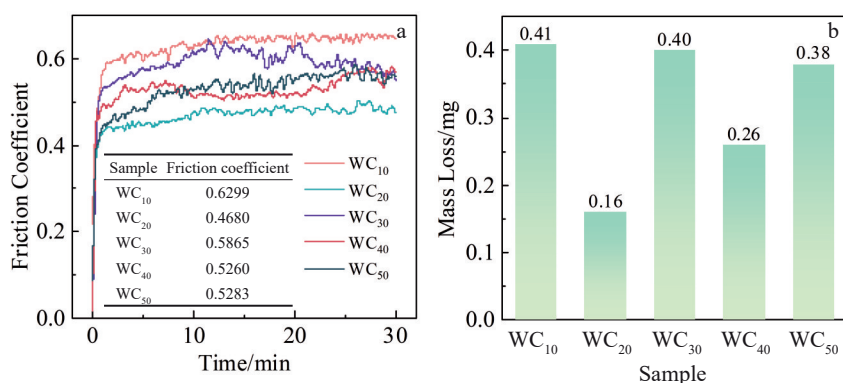 a
0.6
0.4
0.2
0.0
Friction Coefficient
Sample Friction coefficient
WC10 0.6299
WC20 0.4680
WC30 0.5865
WC40 0.5260
WC50 0.5283
WC10
WC20
WC30
WC40
WC50
0 10 20 30
Time/min
b
0.4
0.3
0.2
0.1
0.0
Mass Loss/mg
0.41
0.16
0.40
0.26
0.38
WC10 WC20 WC30 WC40 WC50
Sample